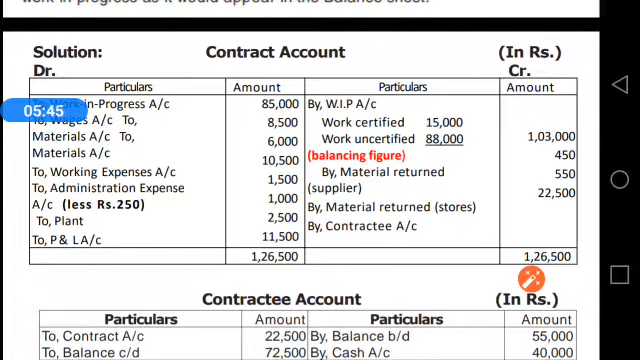 work in progress as it would appear in the Balance sheet.
Solution: Contract Account (In Rs.)
Dr. Cr.
Particulars Amount Particulars Amount
To, Work-in-Progress A/c 85,000 By, W.I.P A/c
05:45
To, Wages A/c To, 8,500 Work certified 15,000
Materials A/c To, 6,000 Work uncertified 88,000 1,03,000
Materials A/c 10,500 (balancing figure) 450
To, Working Expenses A/c 1,500 By, Material returned 550
To, Administration Expense 1,000 (supplier) 22,500
A/c (less Rs.250) 2,500 By, Material returned (stores)
To, Plant 11,500 By, Contractee A/c
To, P & L A/c
1,26,500 1,26,500
Contractee Account (In Rs.)
Particulars Amount Particulars Amount
To, Contract A/c 22,500 By, Balance b/d 55,000
To, Balance c/d 72,500 By, Cash A/c 40,000